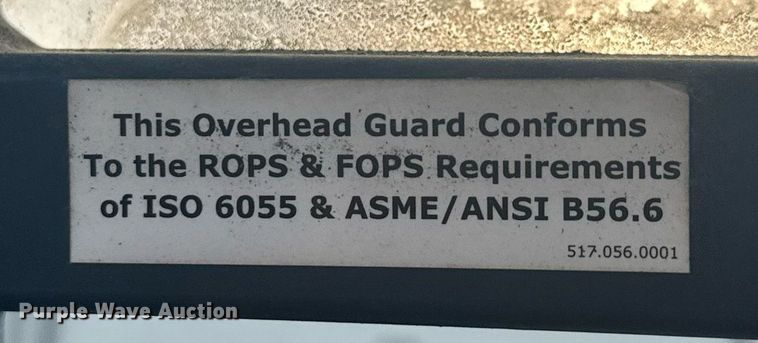 This Overhead Guard Conforms
To the ROPS & FOPS Requirements
of ISO 6055 & ASME/ANSI B56.6
517.056.0001
Purple Wave Auction